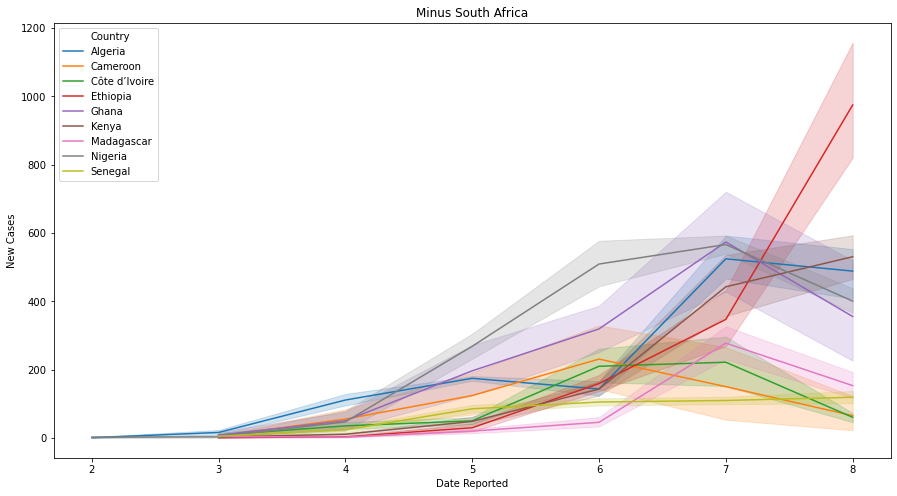 Minus South Africa
1200
1000
800
600
400
200
0
New Cases
Country
Algeria
Cameroon
Côte d’Ivoire
Ethiopia
Ghana
Kenya
Madagascar
Nigeria
Senegal
2 3 4 5 6 7 8
Date Reported